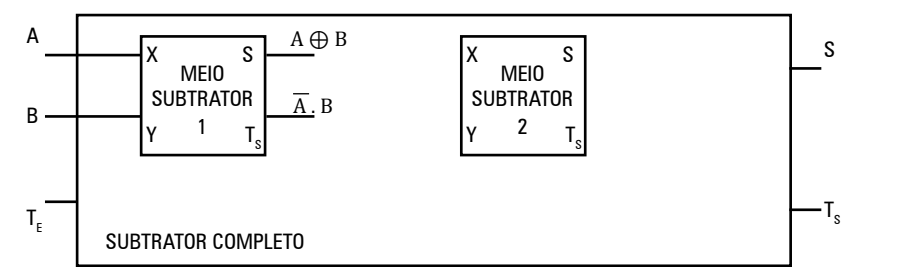 A
B
T_E
X
S
MEIO
SUBTRATOR
1
Y
T_s
A ⊕ B
A̅ . B
X
S
MEIO
SUBTRATOR
2
Y
T_s
S
T_s
SUBTRATOR COMPLETO